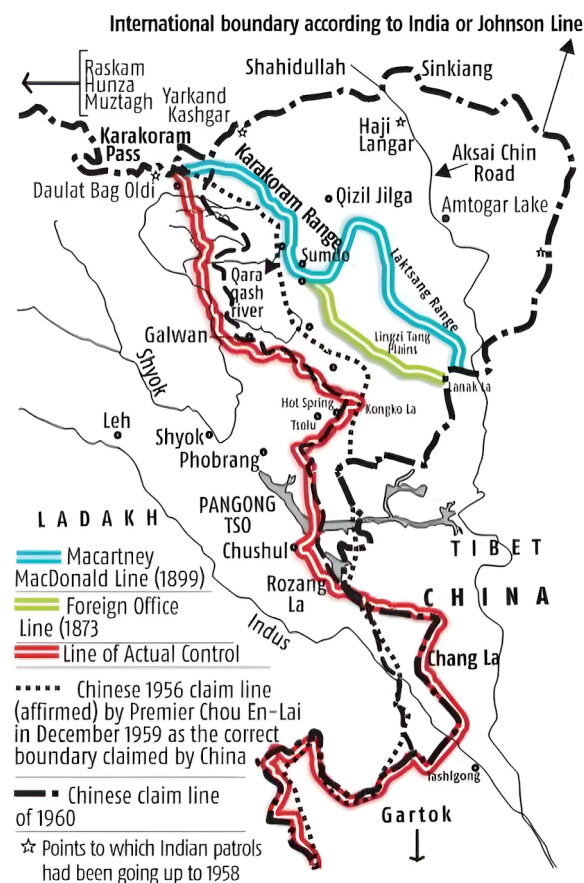 International boundary according to India or Johnson Line
Raskam
Hunza
Muztagh
Shahidullah
Sinkiang
Yarkand
Kashgar
Karakoram
Pass
Haji
Langar
Aksai Chin
Road
Daulat Bag Oldi
Karakoram Range
Qizil Jilga
Amtogar Lake
Sumdo
Laktsang Range
Qara
qash
river
Lingzi Tang
Plains
Galwan
Lanak La
Shyok
Hot Spring
Tsolu
Kongko La
Leh
Shyok
Phobrang
PANGONG
TSO
LADAKH
Chushul
TIBET
Macartney
MacDonald Line (1899)
Rozang
La
CHINA
Foreign Office
Line (1873
Indus
Line of Actual Control
Chang La
Chinese 1956 claim line
(affirmed) by Premier Chou En-Lai
in December 1959 as the correct
boundary claimed by China
Tashigong
Chinese claim line
of 1960
Gartok
Points to which Indian patrols
had been going up to 1958